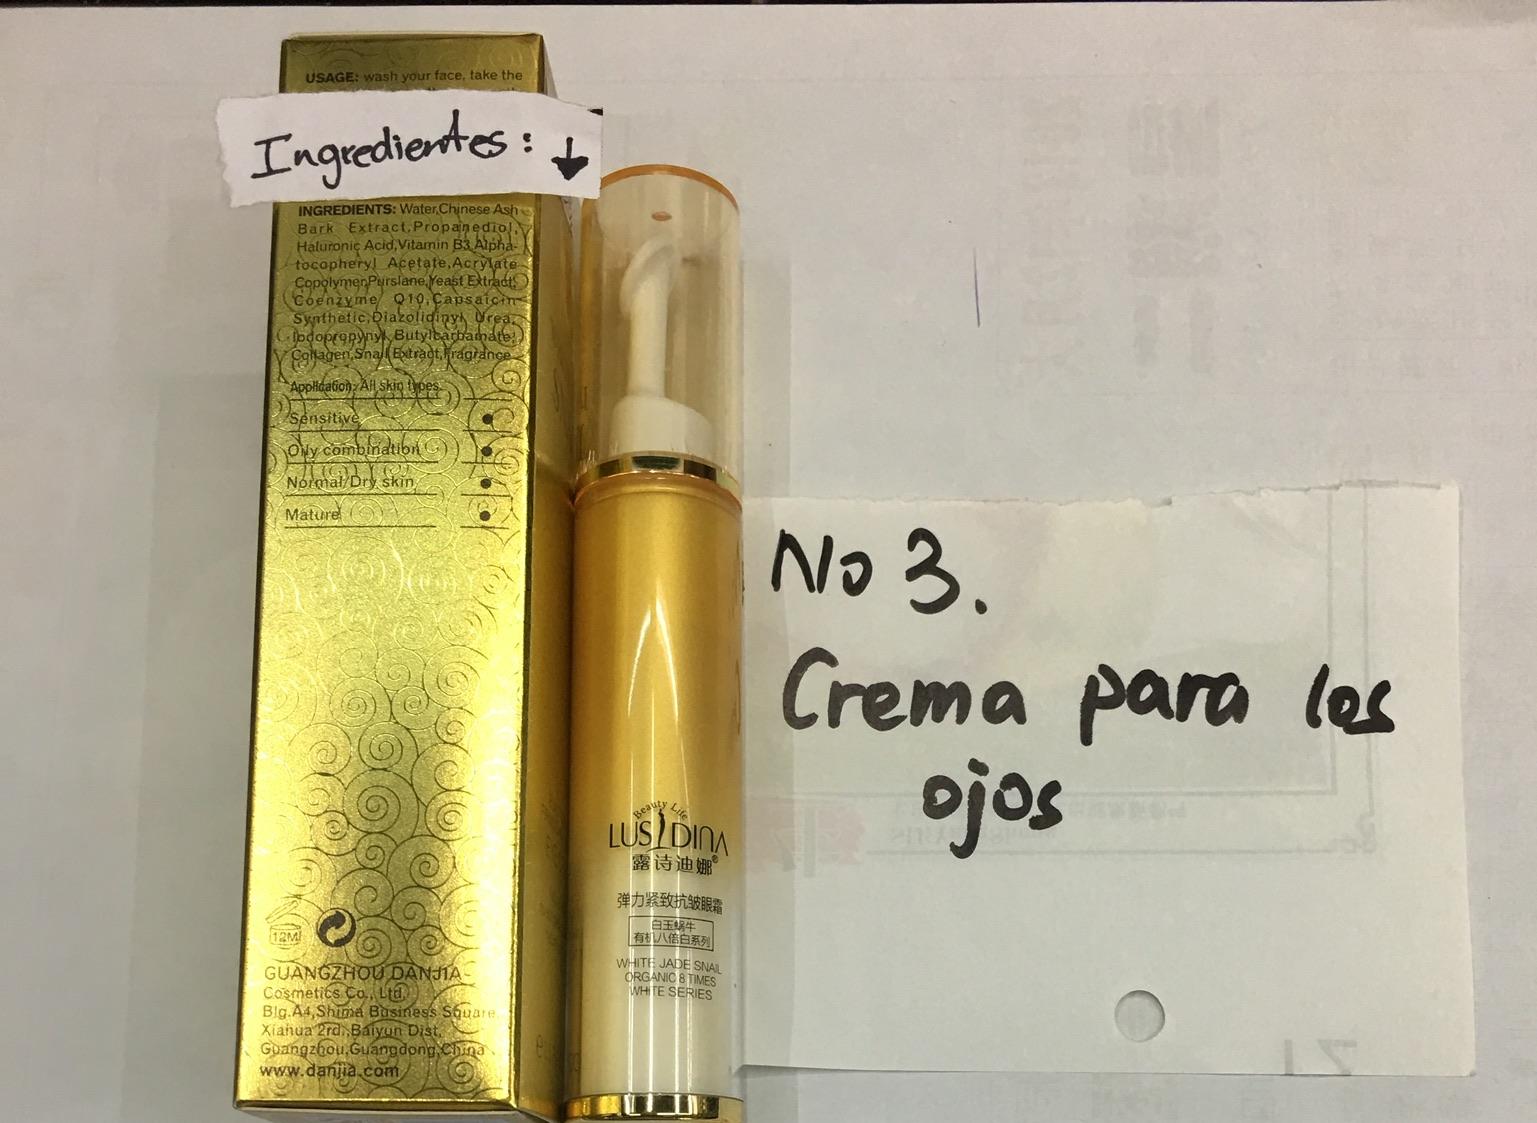 USAGE: wash your face, take the
Ingredientes: ↓
INGREDIENTS: Water,Chinese Ash
Bark Extract,Propanediol,
Haluronic Acid,Vitamin B3,Alpha-
tocopheryl Acetate,Acrylate
Copolymer,Purslane,Yeast Extract,
Coenzyme Q10,Capsaicin
Synthetic,Diazolidinyl Urea,
Iodopropynyl Butylcarbamate,
Collagen,Snail Extract,Fragrance
Application: All skin types.
Sensitive ●
Oily combination ●
Normal/Dry skin ●
Mature ●
12M
GUANGZHOU DANJIA
Cosmetics Co., Ltd.
Blg.A4,Shima Business Square,
Xianua 2rd.,Baiyun Dist,
Guangzhou,Guangdong,China
www.danjia.com
Beauty Life
LUSIDINA
露诗迪娜®
弹力紧致抗皱眼霜
白玉蜗牛
有机八倍白系列
WHITE JADE SNAIL
ORGANIC 8 TIMES
WHITE SERIES
No 3.
Crema para los
ojos